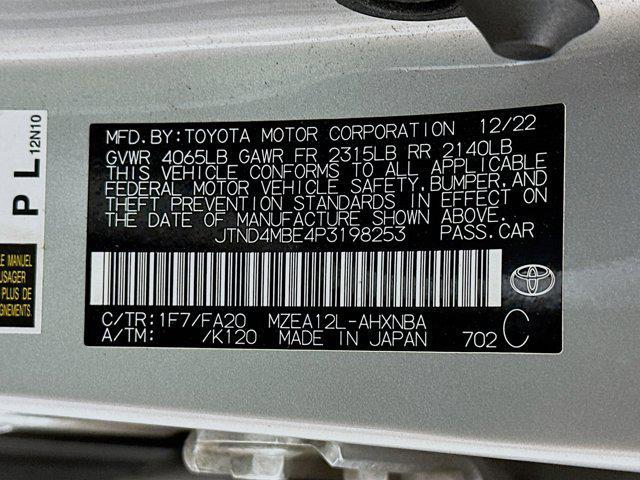 MFD.BY:TOYOTA MOTOR CORPORATION 12/22
GVWR 4065LB GAWR FR 2315LB RR 2140LB
THIS VEHICLE CONFORMS TO ALL APPLICABLE
FEDERAL MOTOR VEHICLE SAFETY,BUMPER,AND
THEFT PREVENTION STANDARDS IN EFFECT ON
THE DATE OF MANUFACTURE SHOWN ABOVE.
JTND4MBE4P3198253 PASS.CAR
C/TR:1F7/FA20 MZEA12L-AHXNBA
A/TM: /K120 MADE IN JAPAN 702 C
P L 12N10
LE MANUEL
USAGER
PLUS DE
IGNEMENTS.